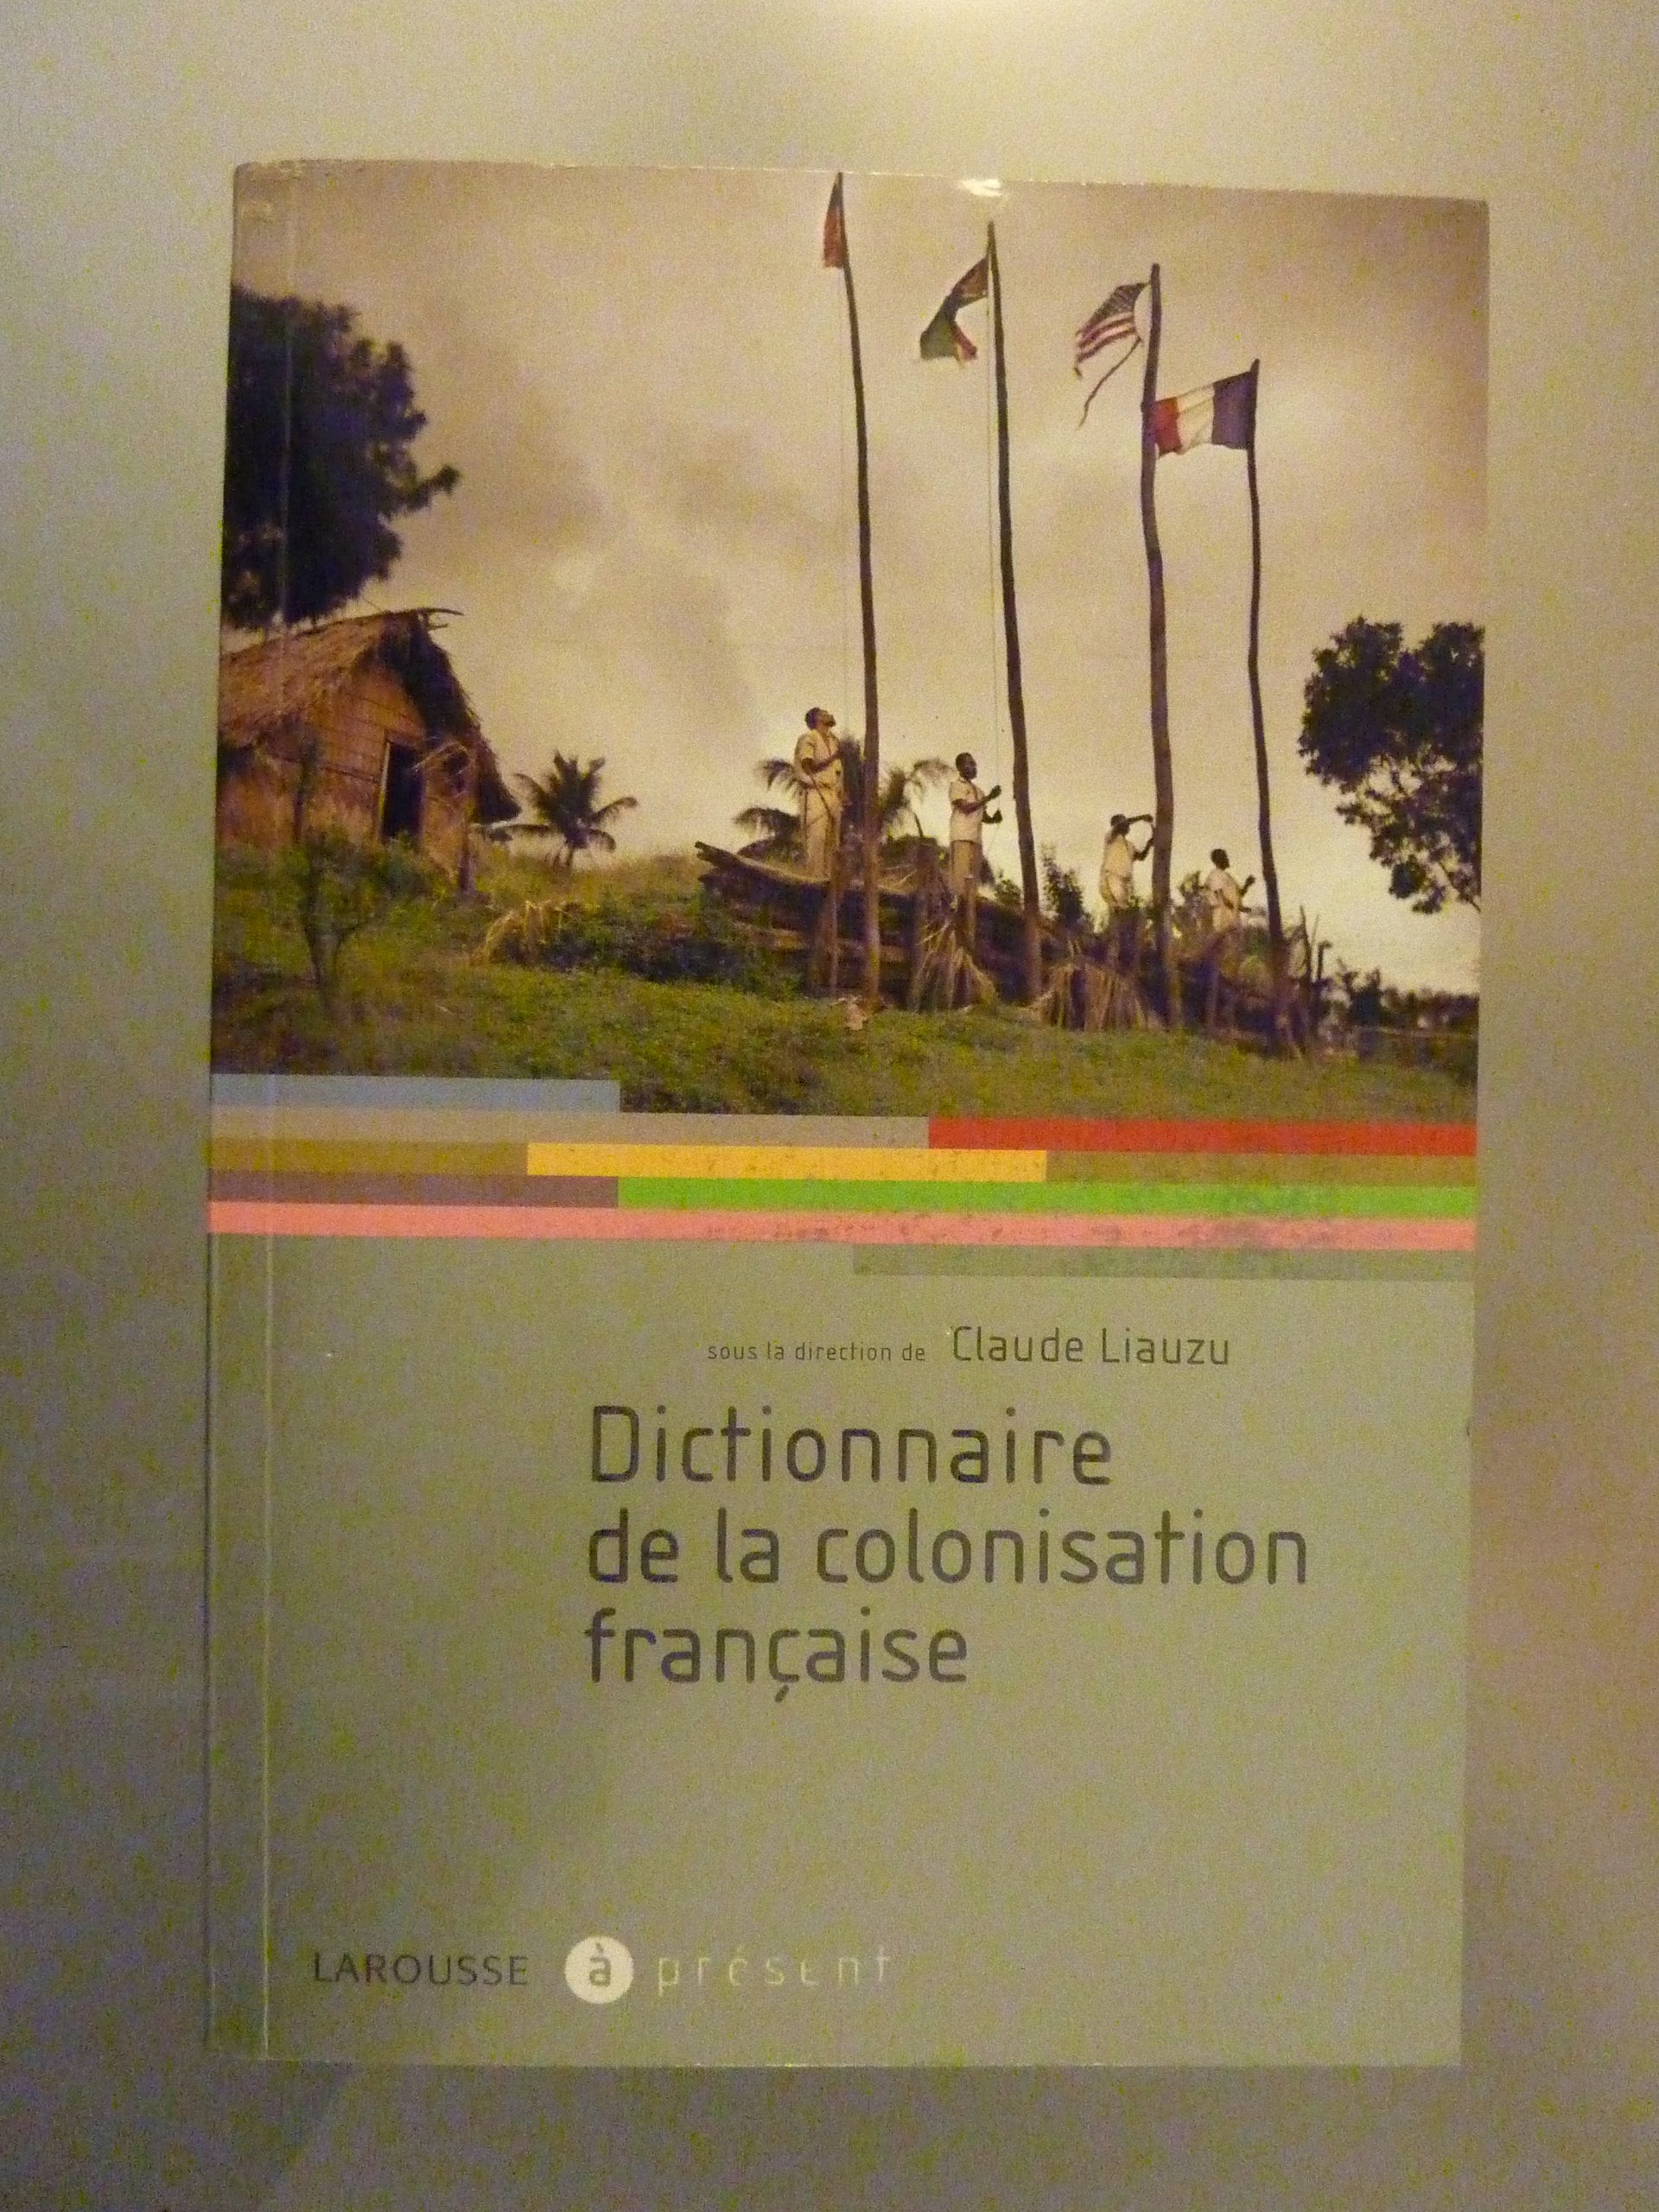 sous la direction de Claude Liauzu
Dictionnaire
de la colonisation
française
LAROUSSE à présent